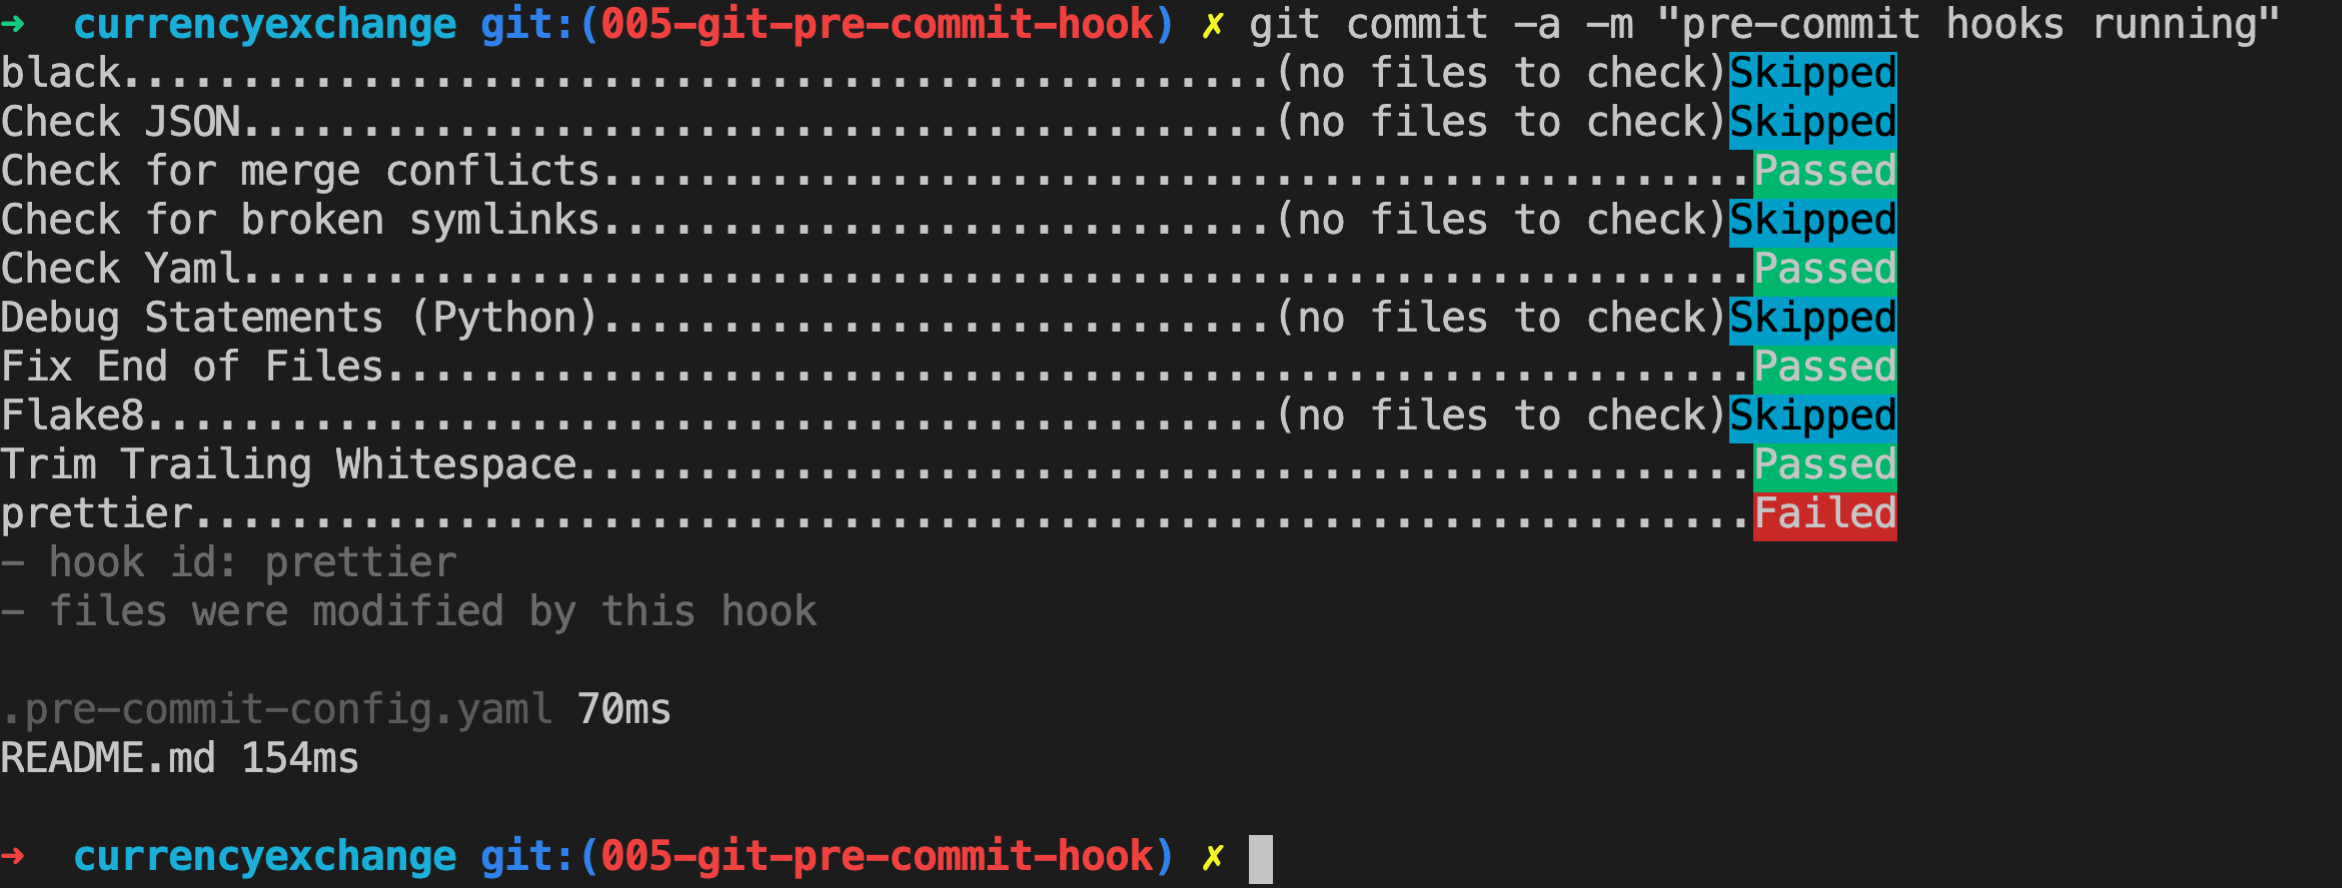 ➜  currencyexchange git:(005-git-pre-commit-hook) ✗ git commit -a -m "pre-commit hooks running"
black................................................(no files to check)Skipped
Check JSON...........................................(no files to check)Skipped
Check for merge conflicts................................................Passed
Check for broken symlinks............................(no files to check)Skipped
Check Yaml...............................................................Passed
Debug Statements (Python)............................(no files to check)Skipped
Fix End of Files.........................................................Passed
Flake8...............................................(no files to check)Skipped
Trim Trailing Whitespace.................................................Passed
prettier.................................................................Failed
- hook id: prettier
- files were modified by this hook
.pre-commit-config.yaml 70ms
README.md 154ms
➜  currencyexchange git:(005-git-pre-commit-hook) ✗